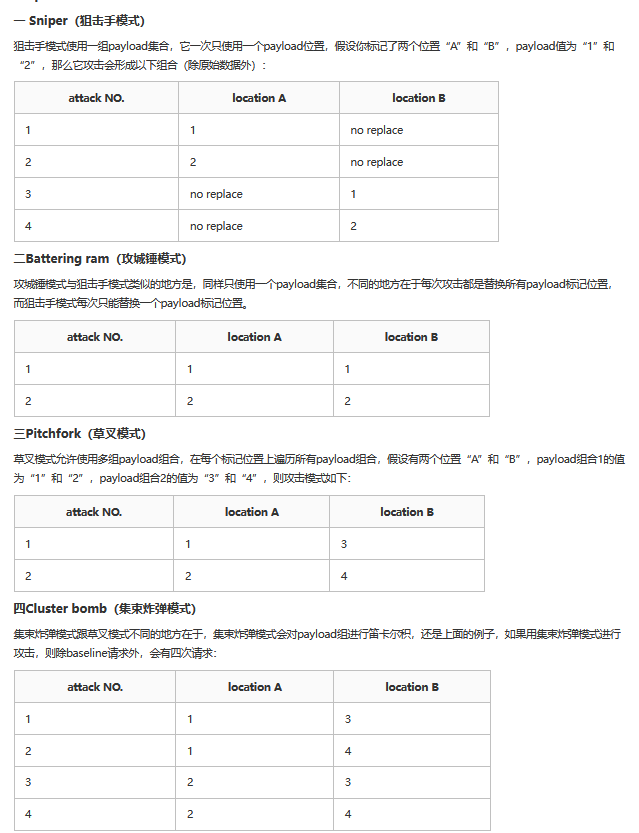 一 Sniper（狙击手模式）
狙击手模式使用一组payload集合，它一次只使用一个payload位置，假设你标记了两个位置“A”和“B”，payload值为“1”和
“2”，那么它攻击会形成以下组合（除原始数据外）：
attack NO. location A location B
1 1 no replace
2 2 no replace
3 no replace 1
4 no replace 2
二Battering ram（攻城锤模式）
攻城锤模式与狙击手模式类似的地方是，同样只使用一个payload集合，不同的地方在于每次攻击都是替换所有payload标记位置，
而狙击手模式每次只能替换一个payload标记位置。
attack NO. location A location B
1 1 1
2 2 2
三Pitchfork（草叉模式）
草叉模式允许使用多组payload组合，在每个标记位置上遍历所有payload组合，假设有两个位置“A”和“B”，payload组合1的值
为“1”和“2”，payload组合2的值为“3”和“4”，则攻击模式如下：
attack NO. location A location B
1 1 3
2 2 4
四Cluster bomb（集束炸弹模式）
集束炸弹模式跟草叉模式不同的地方在于，集束炸弹模式会对payload组进行笛卡尔积，还是上面的例子，如果用集束炸弹模式进行
攻击，则除baseline请求外，会有四次请求：
attack NO. location A location B
1 1 3
2 1 4
3 2 3
4 2 4